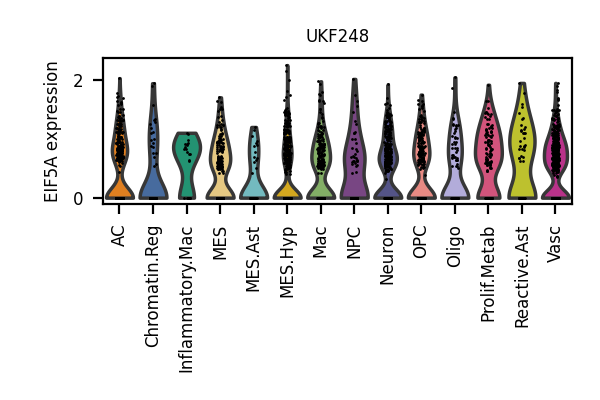 UKF248
EIF5A expression
2
0
AC
Chromatin.Reg
Inflammatory.Mac
MES
MES.Ast
MES.Hyp
Mac
NPC
Neuron
OPC
Oligo
Prolif.Metab
Reactive.Ast
Vasc